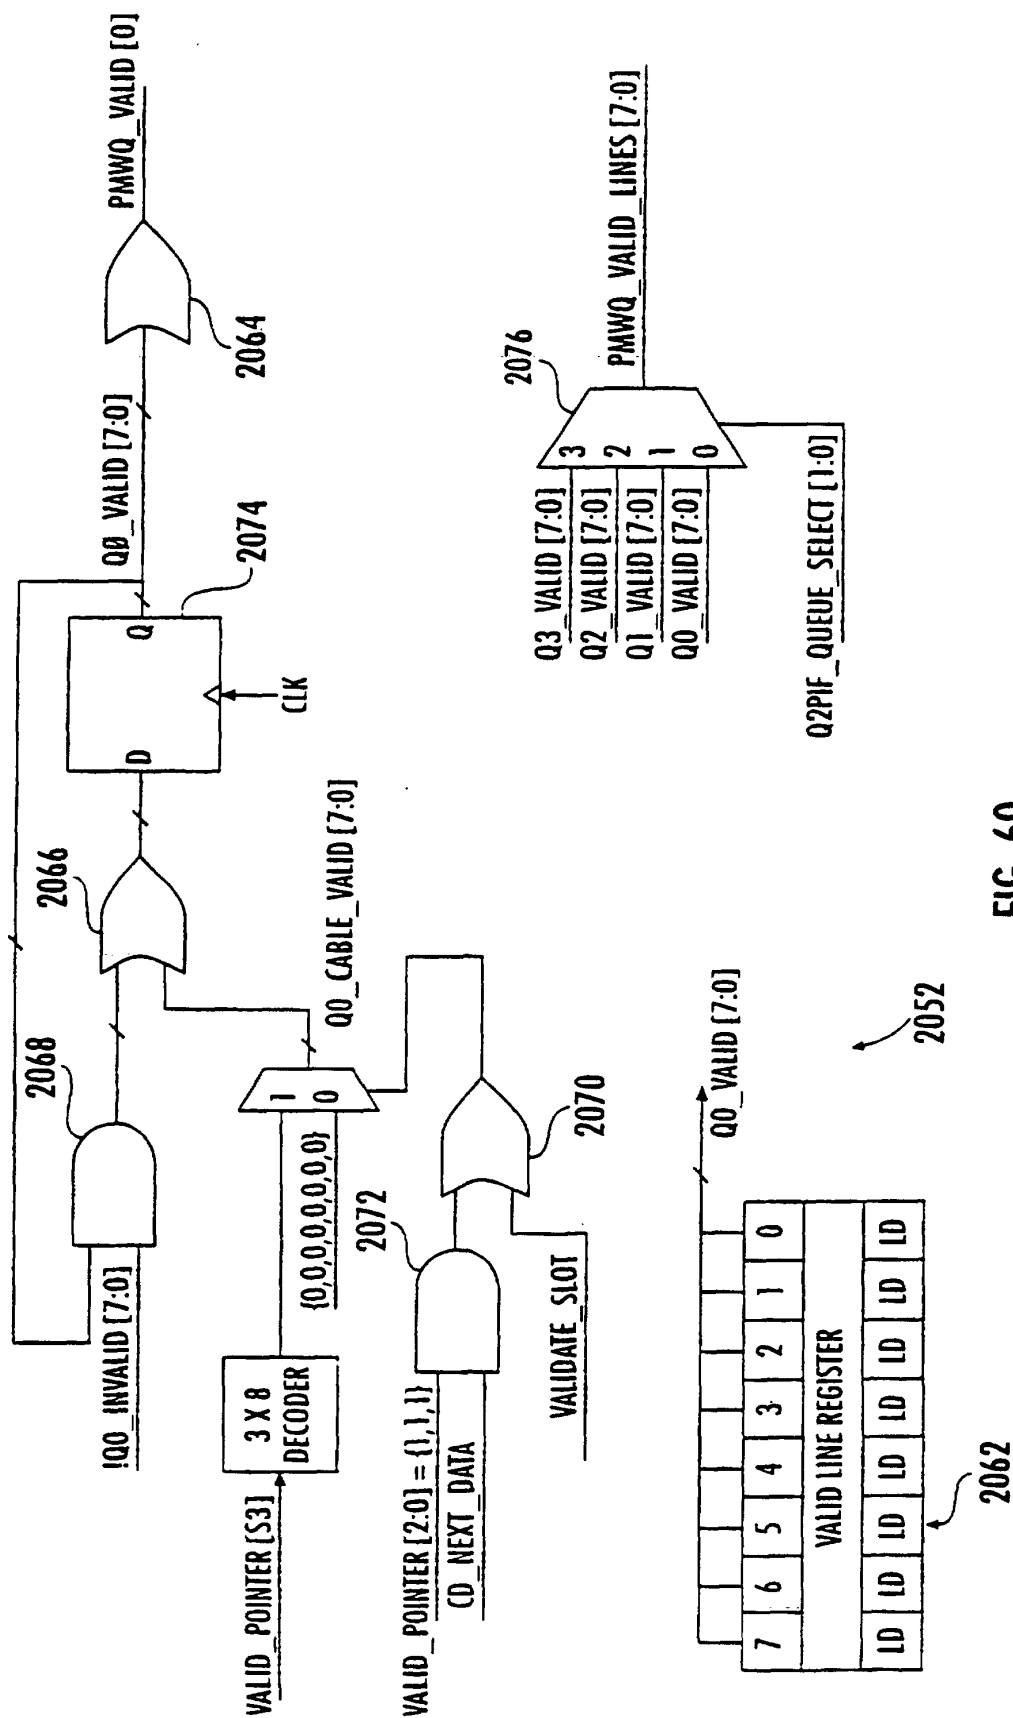 !Q0_INVALID [7:0]
2068
2066
D
Q
CLK
2074
QØ_VALID [7:0]
2064
PMWQ_VALID [0]
VALID_POINTER [S3]
3 X 8
DECODER
{0,0,0,0,0,0,0}
1
0
Q0_CABLE_VALID [7:0]
VALID_POINTER [2:0] = {1,1,1}
CD_NEXT_DATA
2072
VALIDATE_SLOT
2070
Q3_VALID [7:0]
Q2_VALID [7:0]
Q1_VALID [7:0]
Q0_VALID [7:0]
3
2
1
0
2076
PMWQ_VALID_LINES [7:0]
Q2PIF_QUEUE_SELECT [1:0]
Q0_VALID [7:0]
7 6 5 4 3 2 1 0
VALID LINE REGISTER
LD LD LD LD LD LD LD LD
2062
2052
FIG.